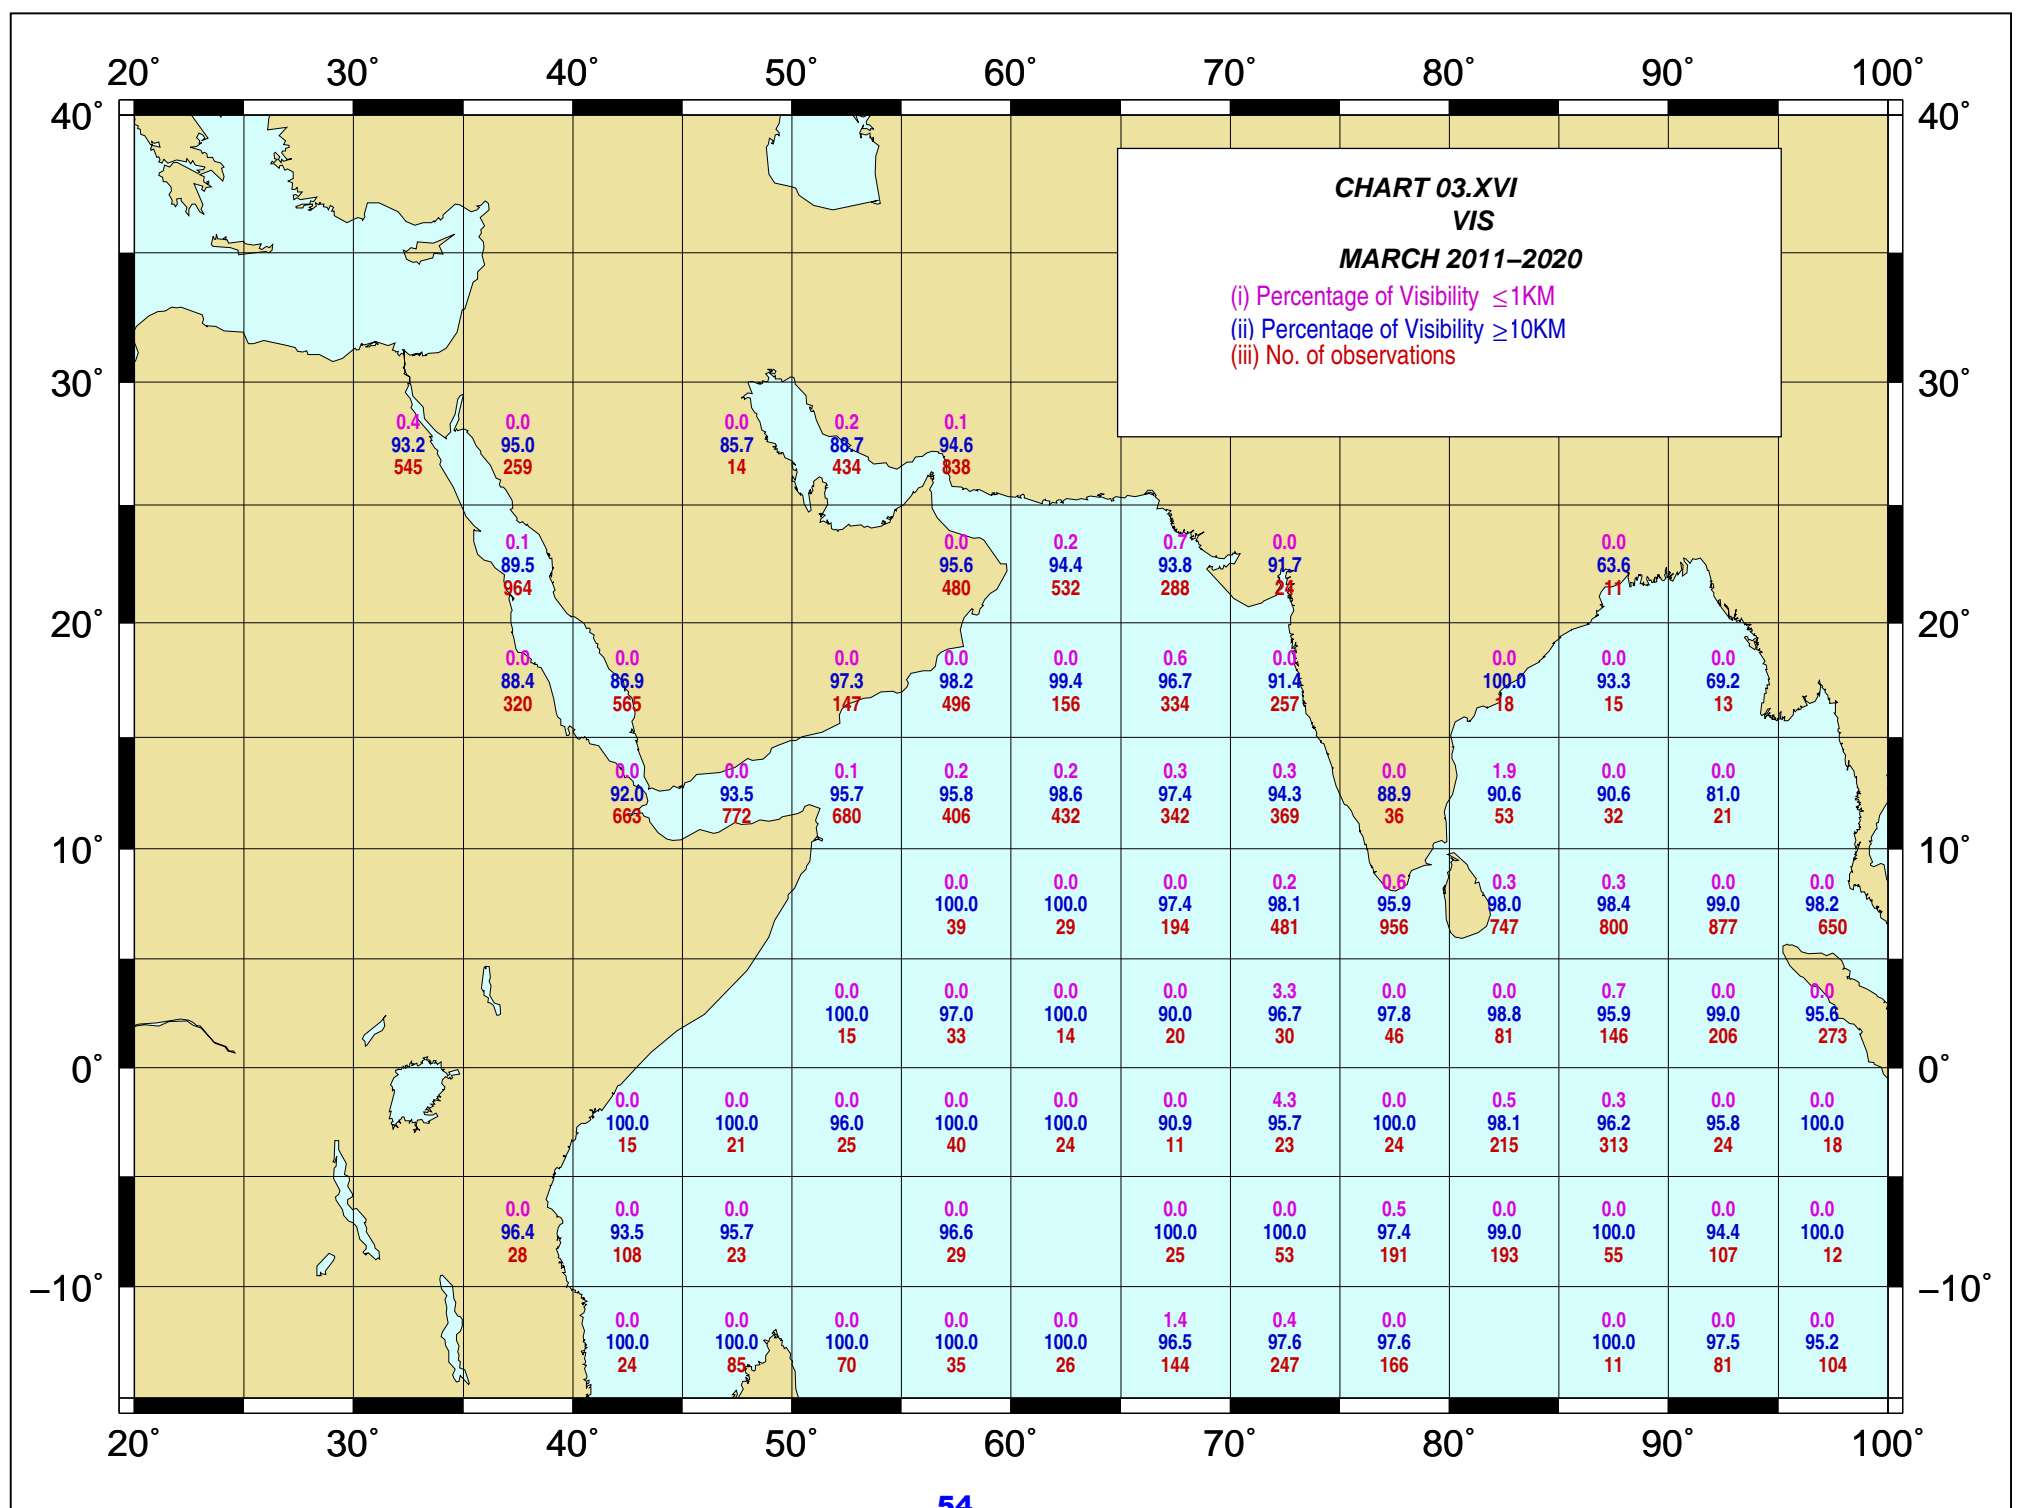 20° 30° 40° 50° 60° 70° 80° 90° 100°
40° 40°
CHART 03.XVI
VIS
MARCH 2011–2020
(i) Percentage of Visibility ≤1KM
(ii) Percentage of Visibility ≥10KM
(iii) No. of observations
30° 30°
0.4 0.0 0.0 0.2 0.1
93.2 95.0 85.7 88.7 94.6
545 259 14 434 838
0.1 0.0 0.2 0.7 0.0 0.0
89.5 95.6 94.4 93.8 91.7 63.6
964 480 532 288 24 11
20° 20°
0.0 0.0 0.0 0.0 0.0 0.6 0.0 0.0 0.0 0.0
88.4 86.9 97.3 98.2 99.4 96.7 91.4 100.0 93.3 69.2
320 565 147 496 156 334 257 18 15 13
0.0 0.0 0.1 0.2 0.2 0.3 0.3 0.0 1.9 0.0 0.0
92.0 93.5 95.7 95.8 98.6 97.4 94.3 88.9 90.6 90.6 81.0
663 772 680 406 432 342 369 36 53 32 21
10° 10°
0.0 0.0 0.0 0.2 0.6 0.3 0.3 0.0 0.0
100.0 100.0 97.4 98.1 95.9 98.0 98.4 99.0 98.2
39 29 194 481 956 747 800 877 650
0.0 0.0 0.0 0.0 3.3 0.0 0.0 0.7 0.0 0.0
100.0 97.0 100.0 90.0 96.7 97.8 98.8 95.9 99.0 95.6
15 33 14 20 30 46 81 146 206 273
0° 0°
0.0 0.0 0.0 0.0 0.0 0.0 4.3 0.0 0.5 0.3 0.0 0.0
100.0 100.0 96.0 100.0 100.0 90.9 95.7 100.0 98.1 96.2 95.8 100.0
15 21 25 40 24 11 23 24 215 313 24 18
0.0 0.0 0.0 0.0 0.0 0.0 0.5 0.0 0.0 0.0 0.0
96.4 93.5 95.7 96.6 100.0 100.0 97.4 99.0 100.0 94.4 100.0
28 108 23 29 25 53 191 193 55 107 12
−10° −10°
0.0 0.0 0.0 0.0 0.0 1.4 0.4 0.0 0.0 0.0 0.0
100.0 100.0 100.0 100.0 100.0 96.5 97.6 97.6 100.0 97.5 95.2
24 85 70 35 26 144 247 166 11 81 104
20° 30° 40° 50° 60° 70° 80° 90° 100°
54